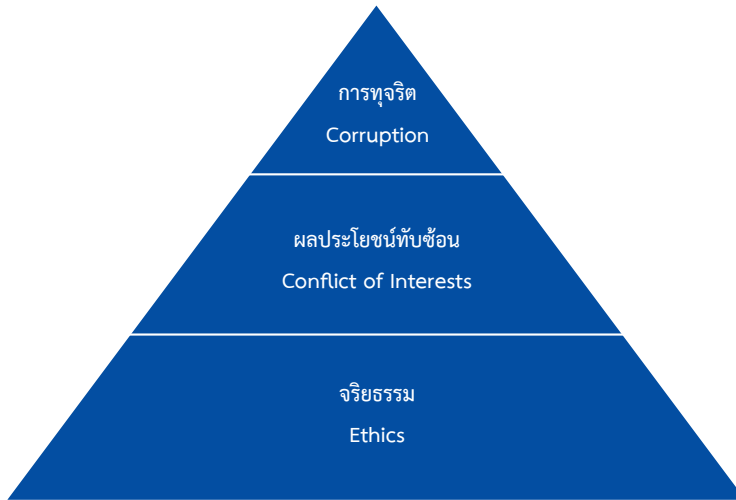 การทุจริต
Corruption
ผลประโยชน์ทับซ้อน
Conflict of Interests
จริยธรรม
Ethics